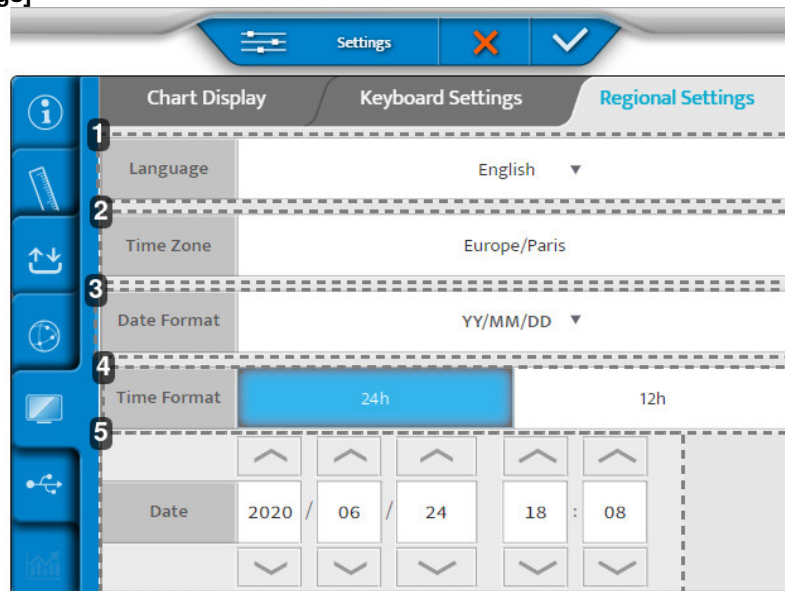 gs]
Settings
Chart Display Keyboard Settings Regional Settings
1
Language English ▼
2
Time Zone Europe/Paris
3
Date Format YY/MM/DD ▼
4
Time Format 24h 12h
5
Date 2020 / 06 / 24 18 : 08